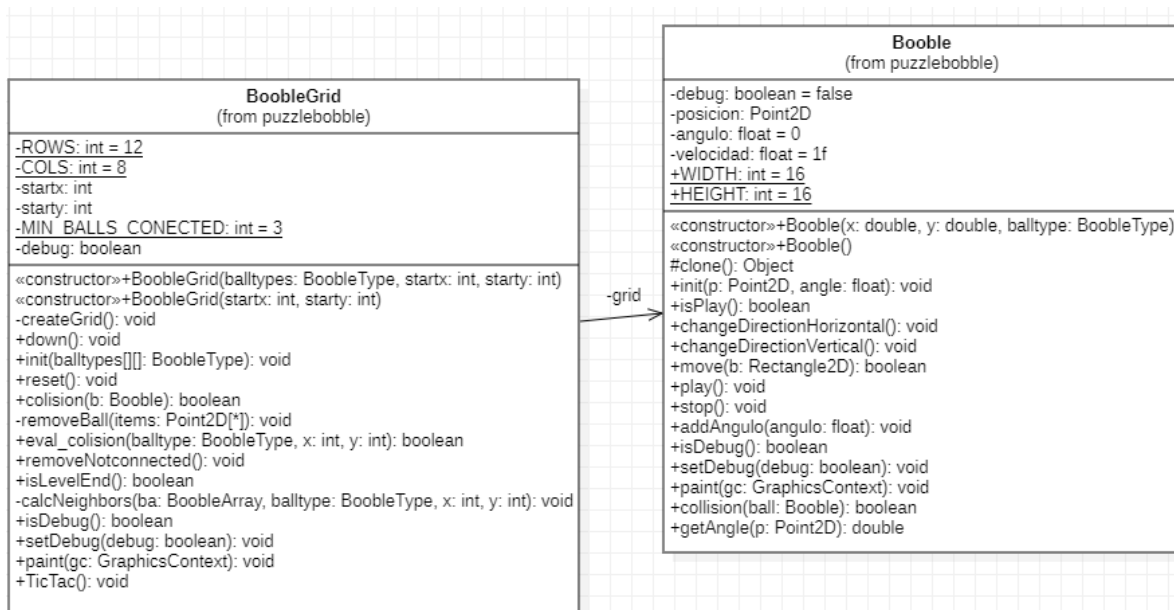 BoobleGrid
(from puzzlebobble)
-ROWS: int = 12
-COLS: int = 8
-startx: int
-starty: int
-MIN_BALLS_CONECTED: int = 3
-debug: boolean
«constructor»+BoobleGrid(balltypes: BoobleType, startx: int, starty: int)
«constructor»+BoobleGrid(startx: int, starty: int)
-createGrid(): void
+down(): void
+init(balltypes[][]: BoobleType): void
+reset(): void
+colision(b: Booble): boolean
-removeBall(items: Point2D[*]): void
+eval_colision(balltype: BoobleType, x: int, y: int): boolean
+removeNotconnected(): void
+isLevelEnd(): boolean
-calcNeighbors(ba: BoobleArray, balltype: BoobleType, x: int, y: int): void
+isDebug(): boolean
+setDebug(debug: boolean): void
+paint(gc: GraphicsContext): void
+TicTac(): void
-grid
Booble
(from puzzlebobble)
-debug: boolean = false
-posicion: Point2D
-angulo: float = 0
-velocidad: float = 1f
+WIDTH: int = 16
+HEIGHT: int = 16
«constructor»+Booble(x: double, y: double, balltype: BoobleType)
«constructor»+Booble()
#clone(): Object
+init(p: Point2D, angle: float): void
+isPlay(): boolean
+changeDirectionHorizontal(): void
+changeDirectionVertical(): void
+move(b: Rectangle2D): boolean
+play(): void
+stop(): void
+addAngulo(angulo: float): void
+isDebug(): boolean
+setDebug(debug: boolean): void
+paint(gc: GraphicsContext): void
+collision(ball: Booble): boolean
+getAngle(p: Point2D): double